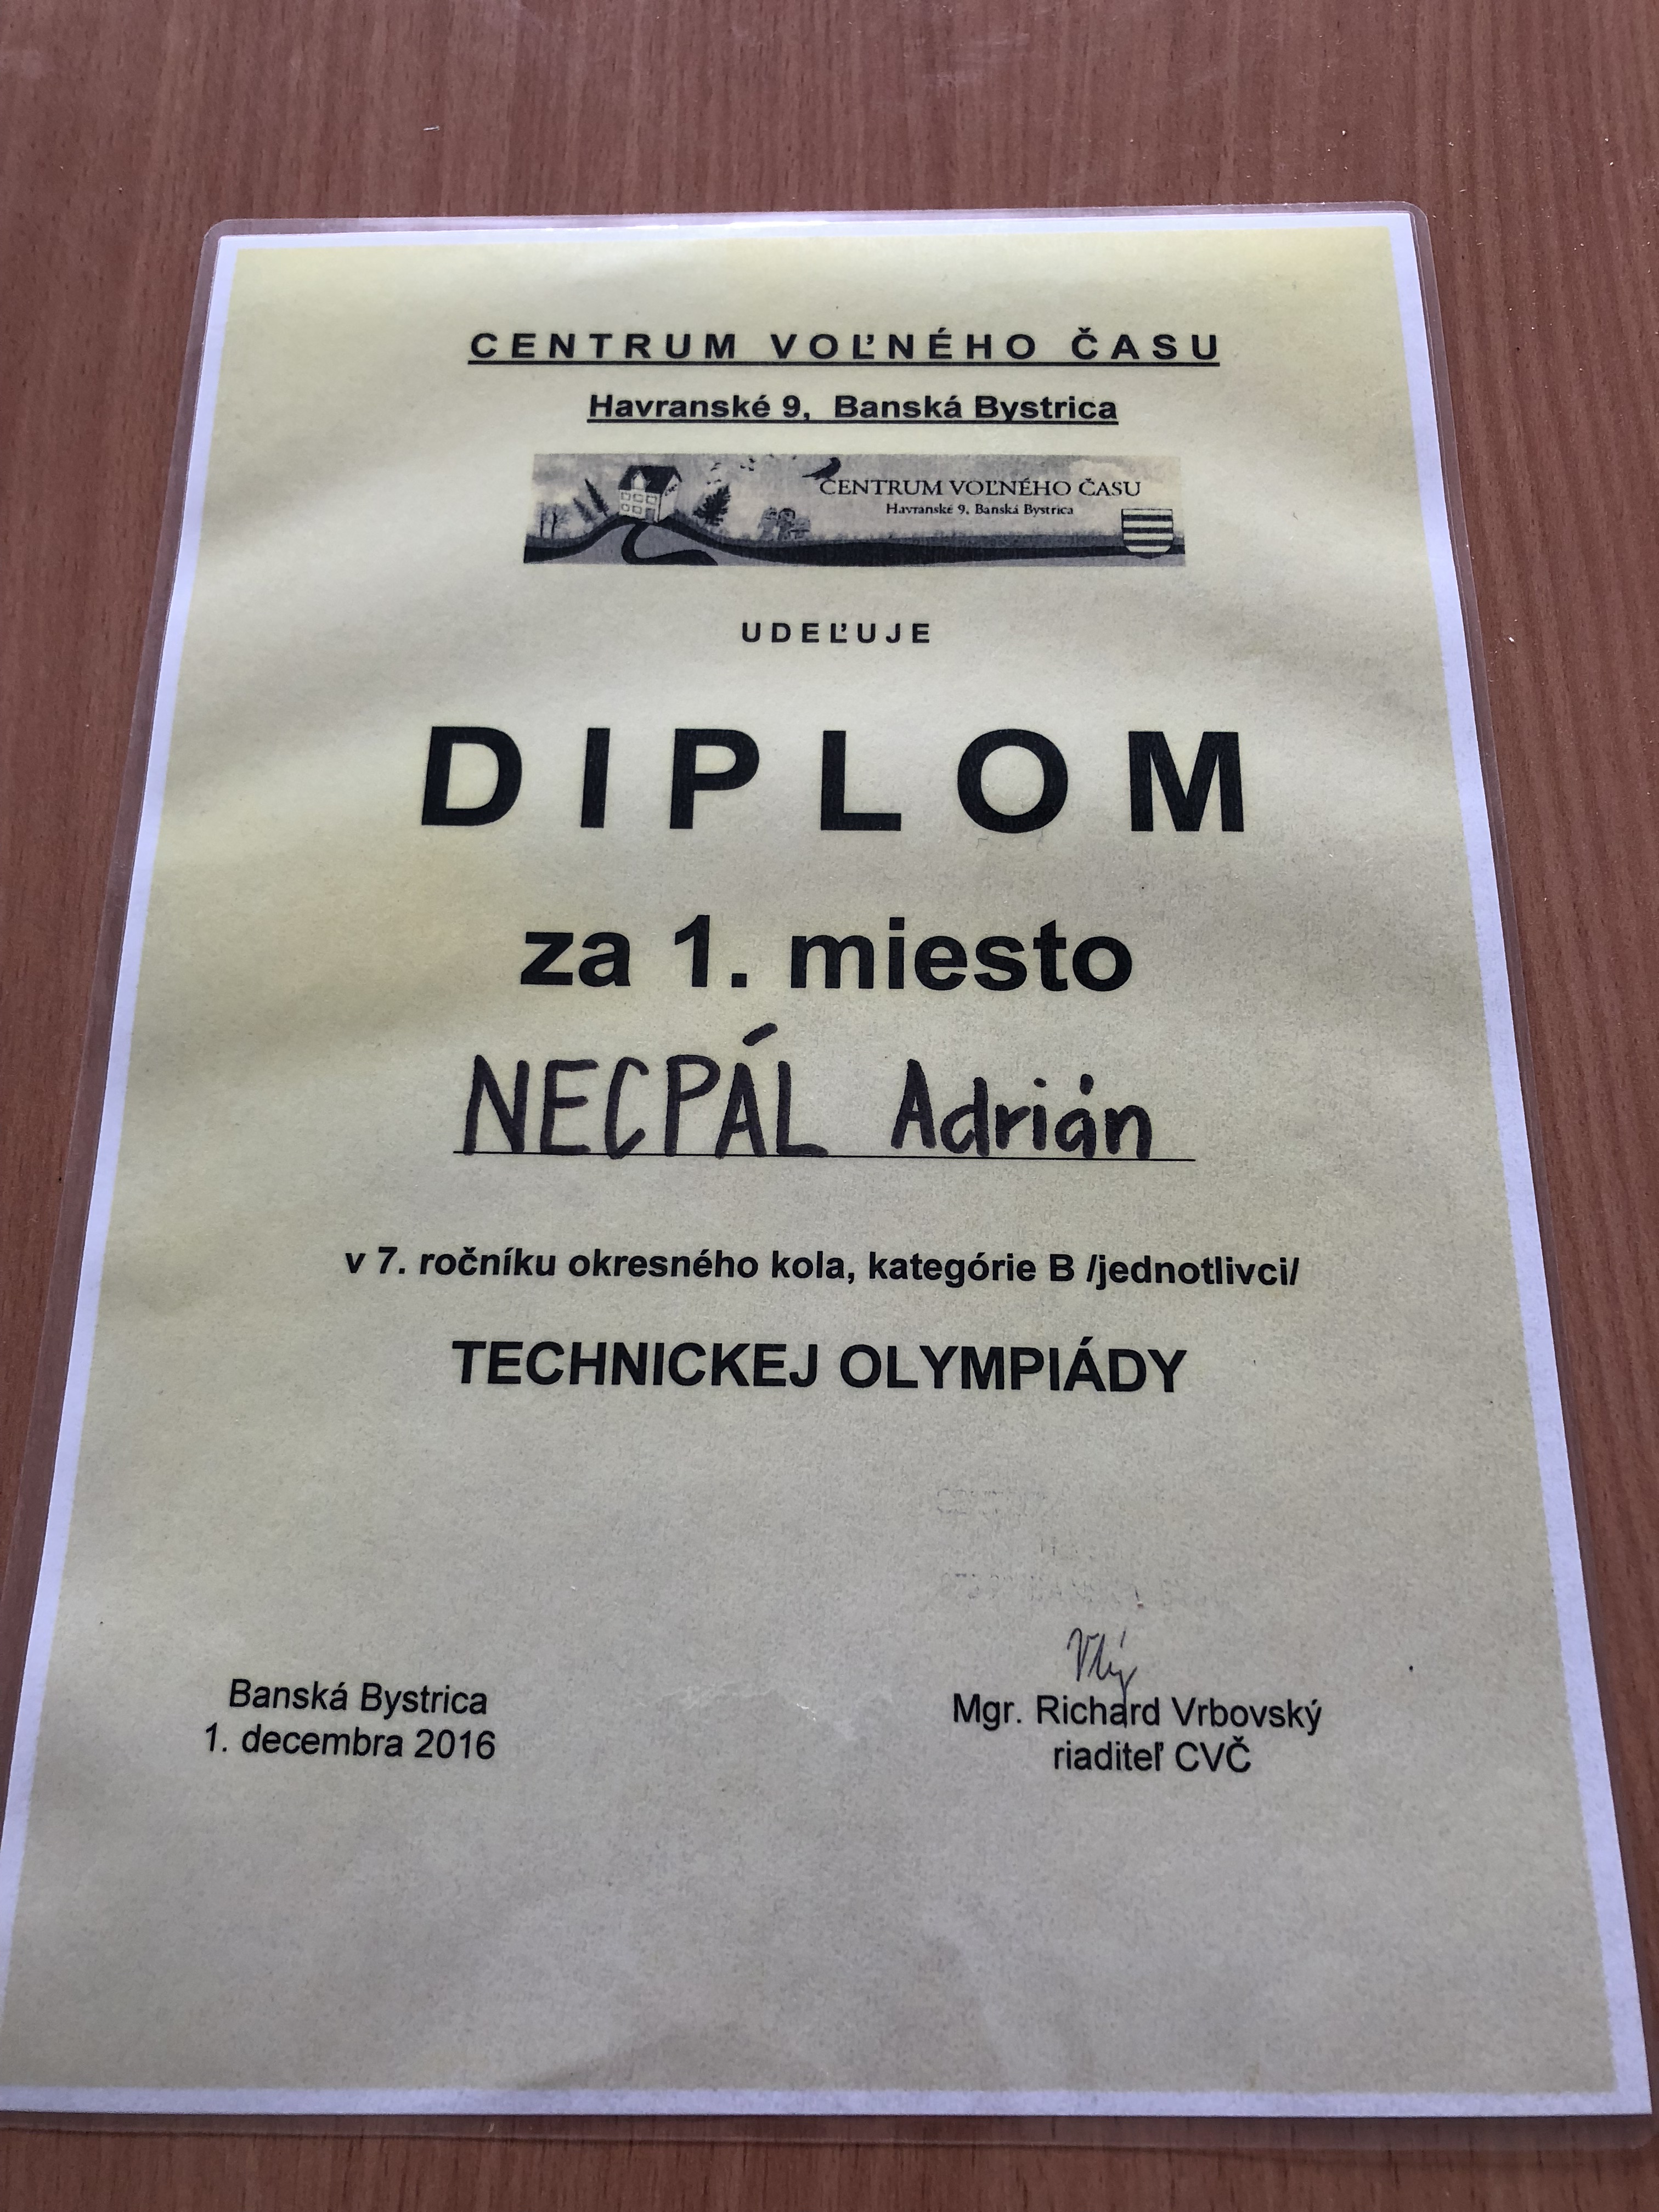 CENTRUM VOĽNÉHO ČASU
Havranské 9, Banská Bystrica
CENTRUM VOĽNÉHO ČASU
Havranské 9, Banská Bystrica
UDEĽUJE
DIPLOM
za 1. miesto
NECPÁL Adrián
v 7. ročníku okresného kola, kategórie B /jednotlivci/
TECHNICKEJ OLYMPIÁDY
Banská Bystrica
1. decembra 2016
Mgr. Richard Vrbovský
riaditeľ CVČ